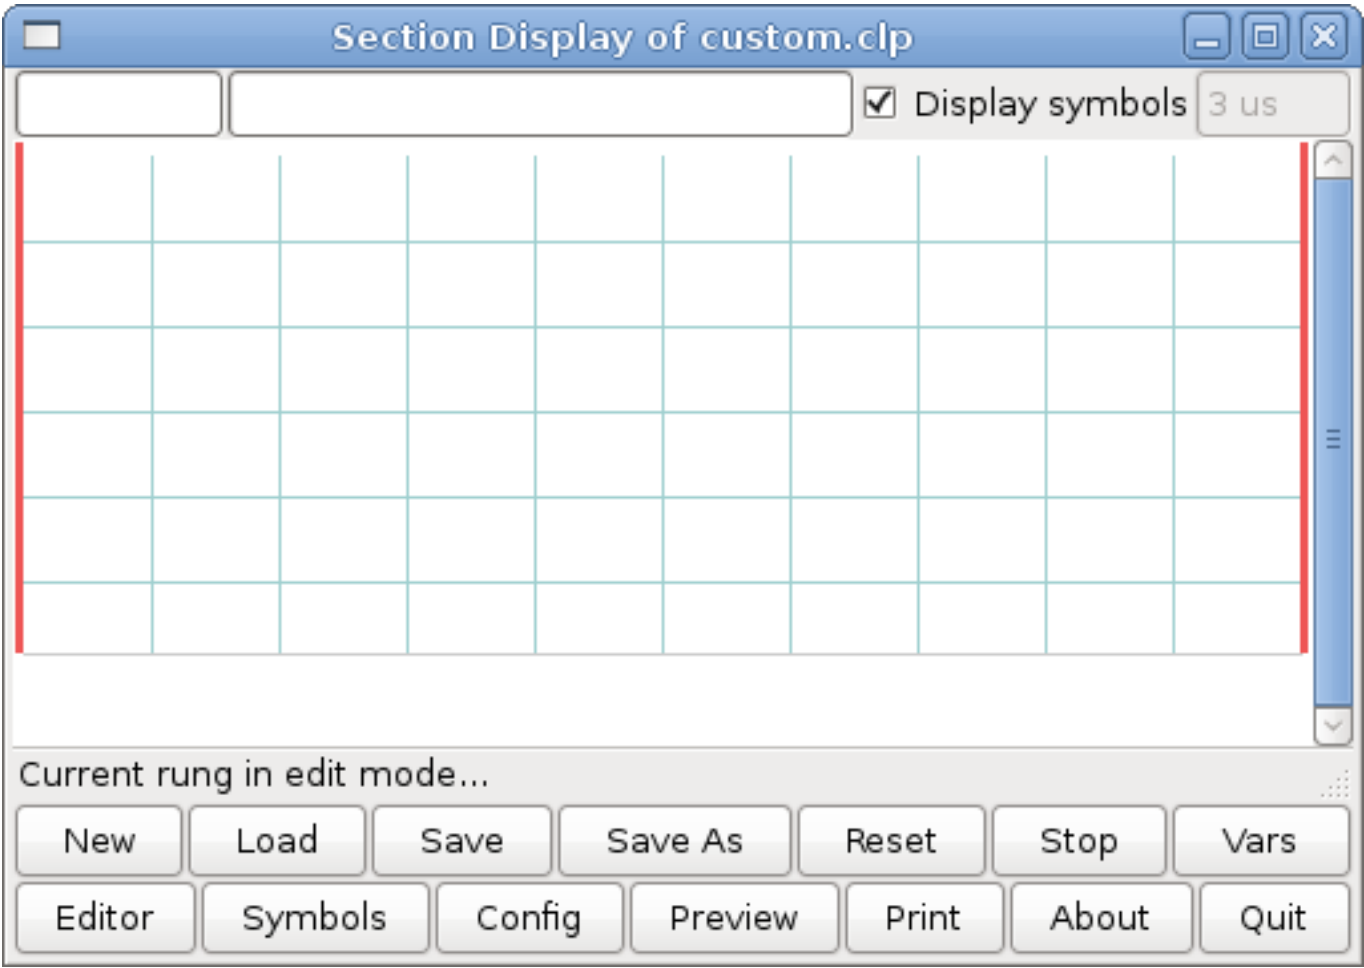 Section Display of custom.clp
Display symbols 3 us
Current rung in edit mode...
New Load Save Save As Reset Stop Vars
Editor Symbols Config Preview Print About Quit